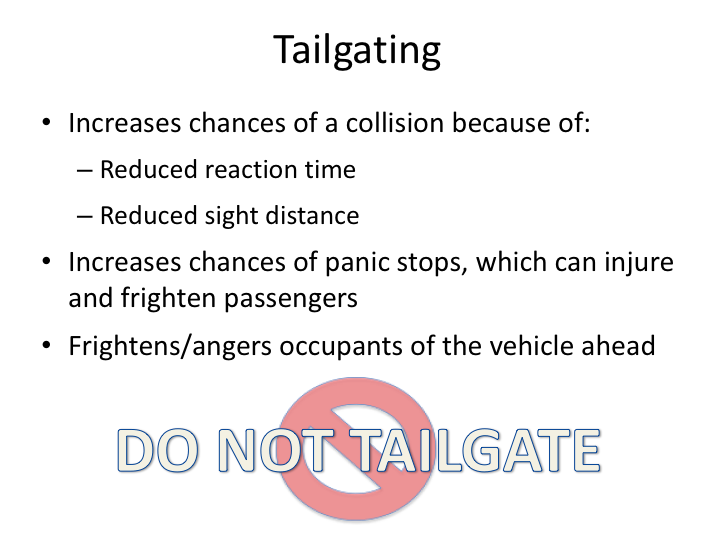 Tailgating
• Increases chances of a collision because of:
– Reduced reaction time
– Reduced sight distance
• Increases chances of panic stops, which can injure
and frighten passengers
• Frightens/angers occupants of the vehicle ahead
DO NOT TAILGATE